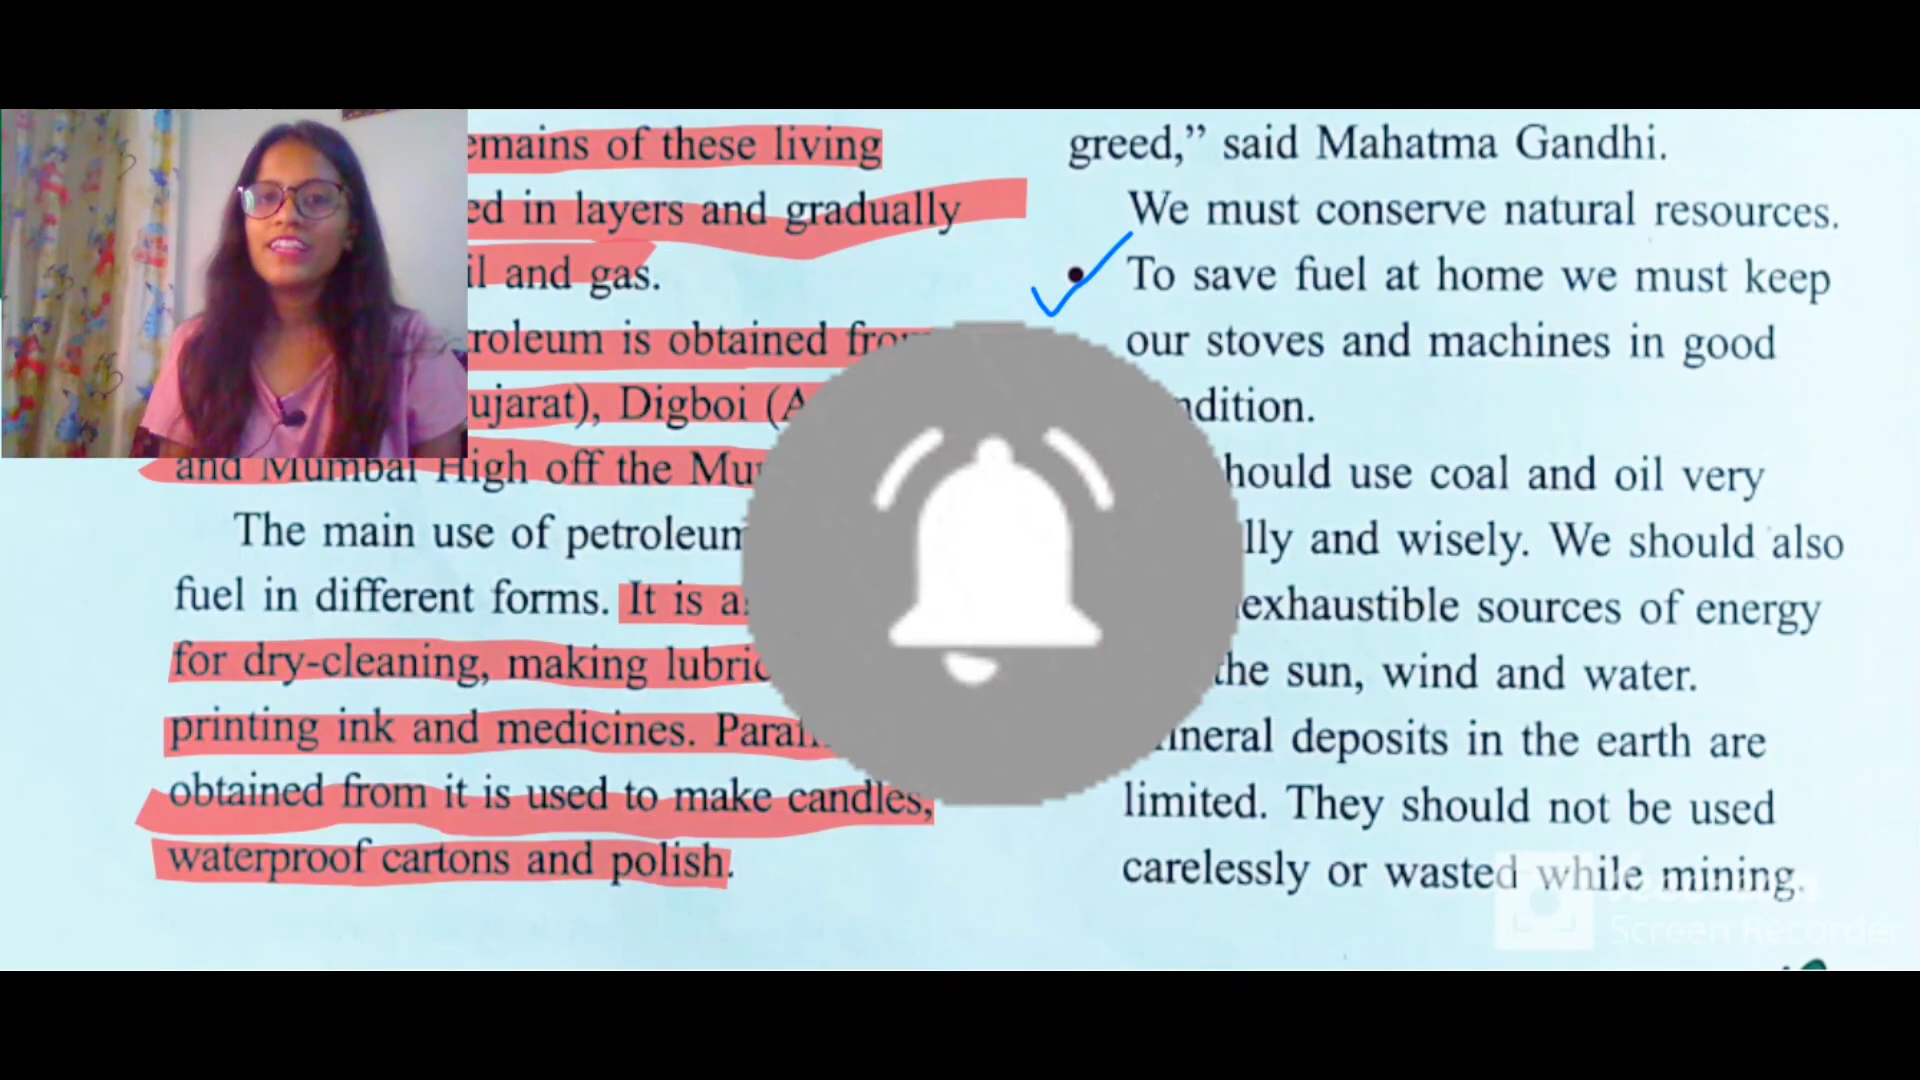 emains of these living
ed in layers and gradually
il and gas.
roleum is obtained from
ujarat), Digboi (A
and Mumbai High off the Mu
The main use of petroleum
fuel in different forms. It is a
for dry-cleaning, making lubric
printing ink and medicines. Paraf
obtained from it is used to make candles,
waterproof cartons and polish.
greed,” said Mahatma Gandhi.
We must conserve natural resources.
• To save fuel at home we must keep
our stoves and machines in good
ndition.
hould use coal and oil very
lly and wisely. We should also
exhaustible sources of energy
the sun, wind and water.
ineral deposits in the earth are
limited. They should not be used
carelessly or wasted while mining.
Screen Recorder